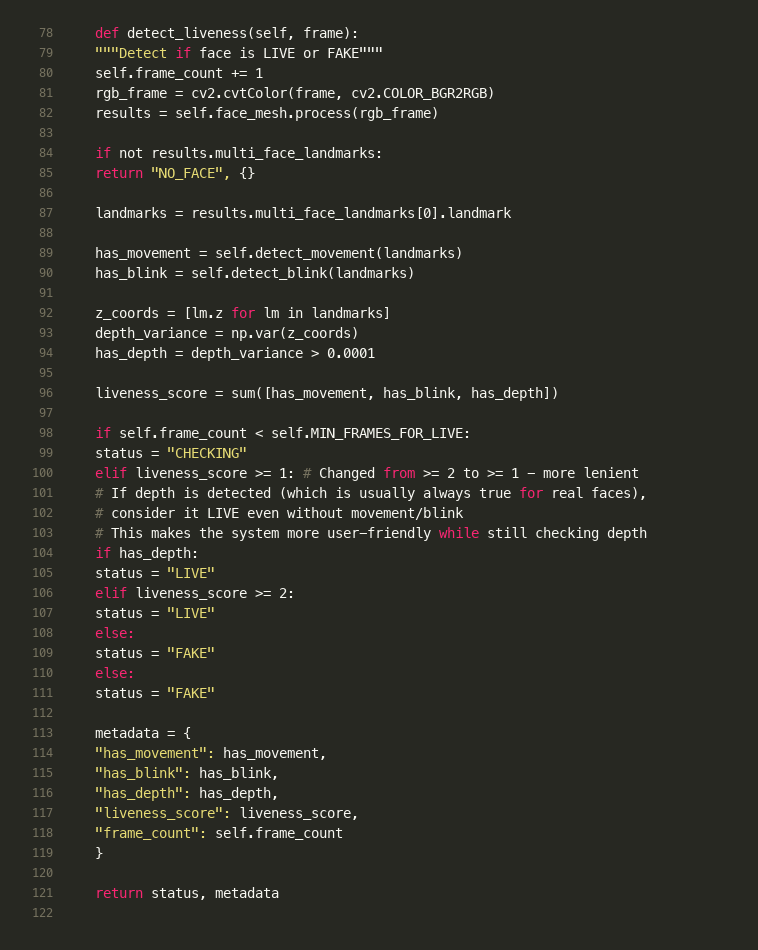 78 def detect_liveness(self, frame):
79 """Detect if face is LIVE or FAKE"""
80 self.frame_count += 1
81 rgb_frame = cv2.cvtColor(frame, cv2.COLOR_BGR2RGB)
82 results = self.face_mesh.process(rgb_frame)
83
84 if not results.multi_face_landmarks:
85 return "NO_FACE", {}
86
87 landmarks = results.multi_face_landmarks[0].landmark
88
89 has_movement = self.detect_movement(landmarks)
90 has_blink = self.detect_blink(landmarks)
91
92 z_coords = [lm.z for lm in landmarks]
93 depth_variance = np.var(z_coords)
94 has_depth = depth_variance > 0.0001
95
96 liveness_score = sum([has_movement, has_blink, has_depth])
97
98 if self.frame_count < self.MIN_FRAMES_FOR_LIVE:
99 status = "CHECKING"
100 elif liveness_score >= 1: # Changed from >= 2 to >= 1 - more lenient
101 # If depth is detected (which is usually always true for real faces),
102 # consider it LIVE even without movement/blink
103 # This makes the system more user-friendly while still checking depth
104 if has_depth:
105 status = "LIVE"
106 elif liveness_score >= 2:
107 status = "LIVE"
108 else:
109 status = "FAKE"
110 else:
111 status = "FAKE"
112
113 metadata = {
114 "has_movement": has_movement,
115 "has_blink": has_blink,
116 "has_depth": has_depth,
117 "liveness_score": liveness_score,
118 "frame_count": self.frame_count
119 }
120
121 return status, metadata
122